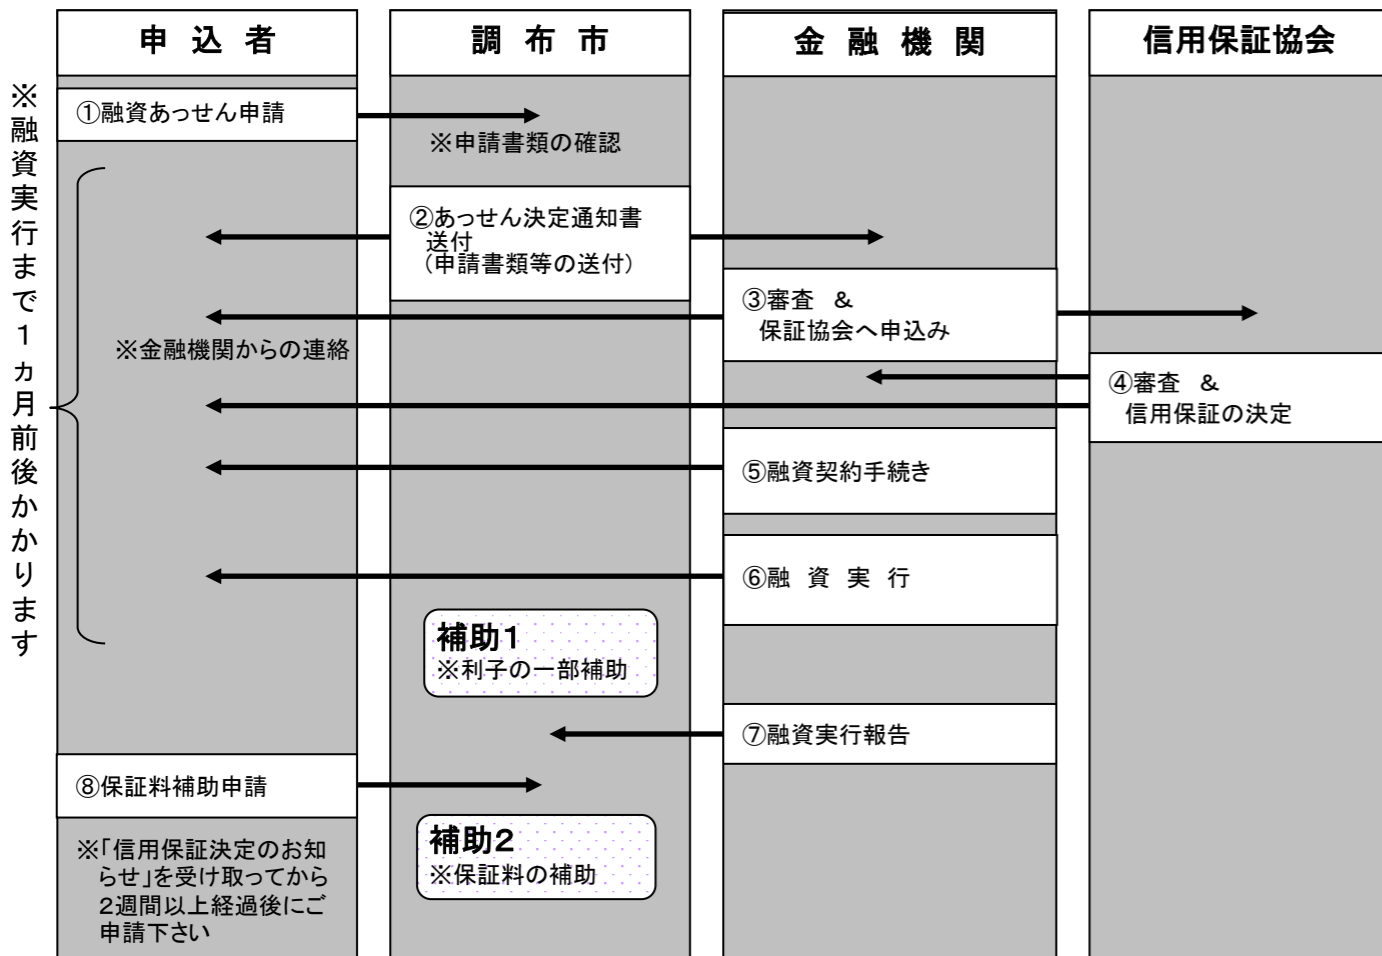 申込者
調布市
金融機関
信用保証協会
※融資実行まで１ヵ月前後かかります
①融資あっせん申請
※申請書類の確認
②あっせん決定通知書
送付
（申請書類等の送付）
③審査　＆
保証協会へ申込み
※金融機関からの連絡
④審査　＆
信用保証の決定
⑤融資契約手続き
⑥融　資　実　行
補助１
※利子の一部補助
⑦融資実行報告
⑧保証料補助申請
補助２
※保証料の補助
※「信用保証決定のお知
らせ」を受け取ってから
２週間以上経過後にご
申請下さい